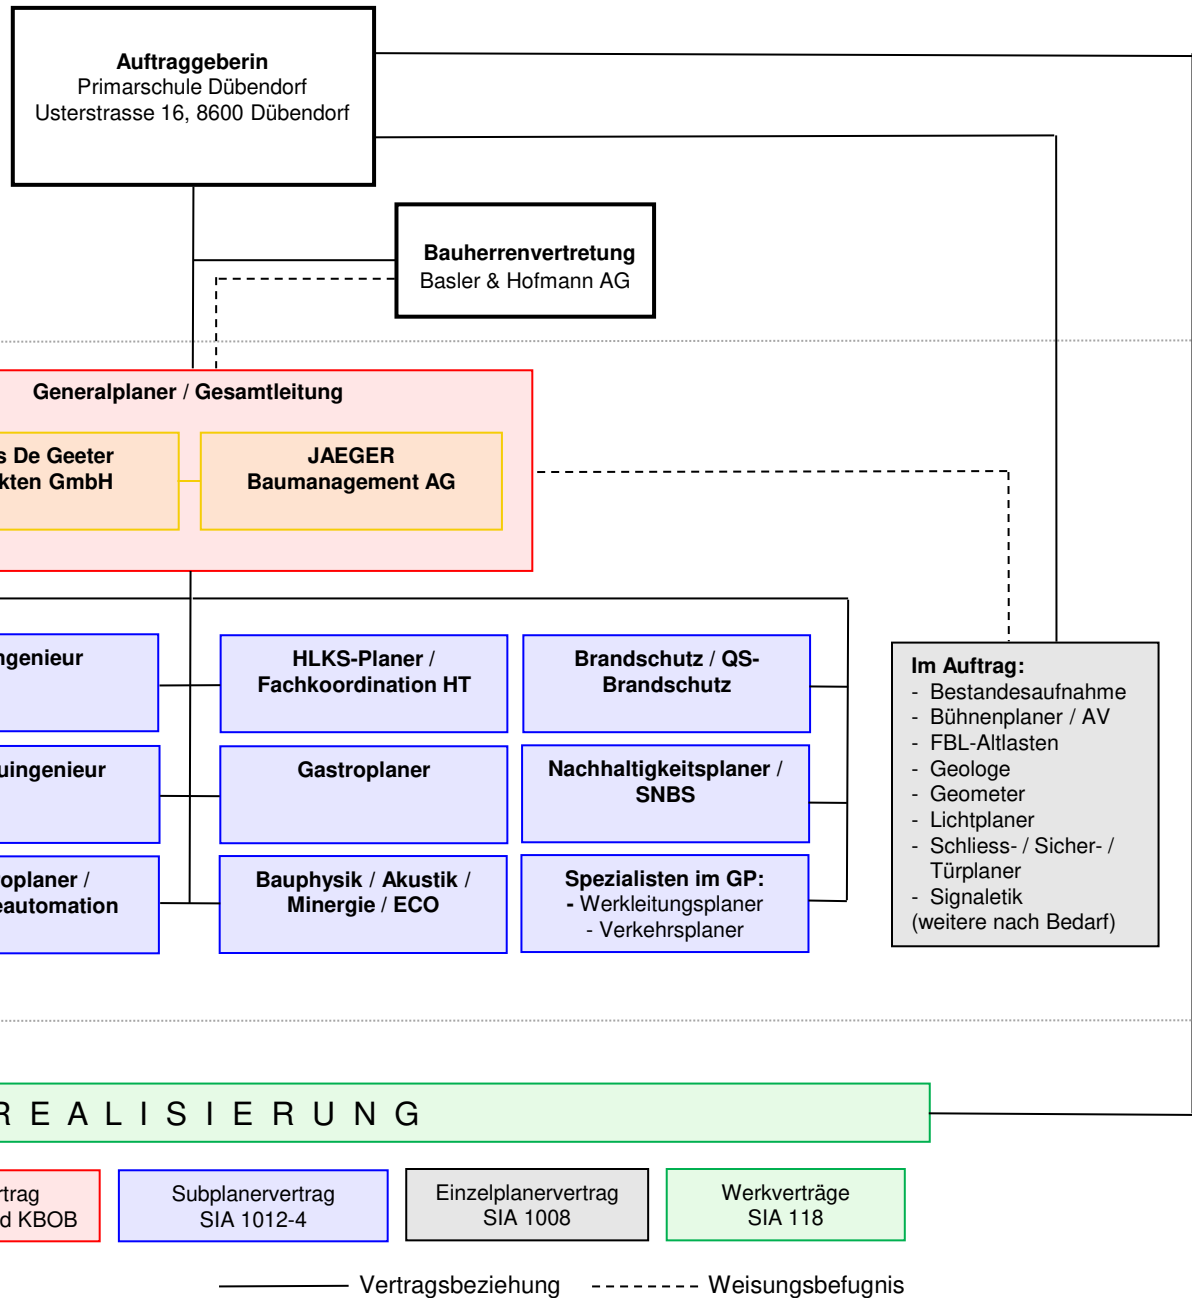 Auftraggeberin
Primarschule Dübendorf
Usterstrasse 16, 8600 Dübendorf
Bauherrenvertretung
Basler & Hofmann AG
Generalplaner / Gesamtleitung
s De Geeter
kten GmbH
JAEGER
Baumanagement AG
ngenieur
HLKS-Planer /
Fachkoordination HT
Brandschutz / QS-
Brandschutz
uingenieur
Gastroplaner
Nachhaltigkeitsplaner /
SNBS
oplaner /
eautomation
Bauphysik / Akustik /
Minergie / ECO
Spezialisten im GP:
- Werkleitungsplaner
- Verkehrsplaner
Im Auftrag:
- Bestandesaufnahme
- Bühnenplaner / AV
- FBL-Altlasten
- Geologe
- Geometer
- Lichtplaner
- Schliess- / Sicher- /
Türplaner
- Signaletik
(weitere nach Bedarf)
R E A L I S I E R U N G
rtrag
d KBOB
Subplanervertrag
SIA 1012-4
Einzelplanervertrag
SIA 1008
Werkverträge
SIA 118
Vertragsbeziehung
Weisungsbefugnis